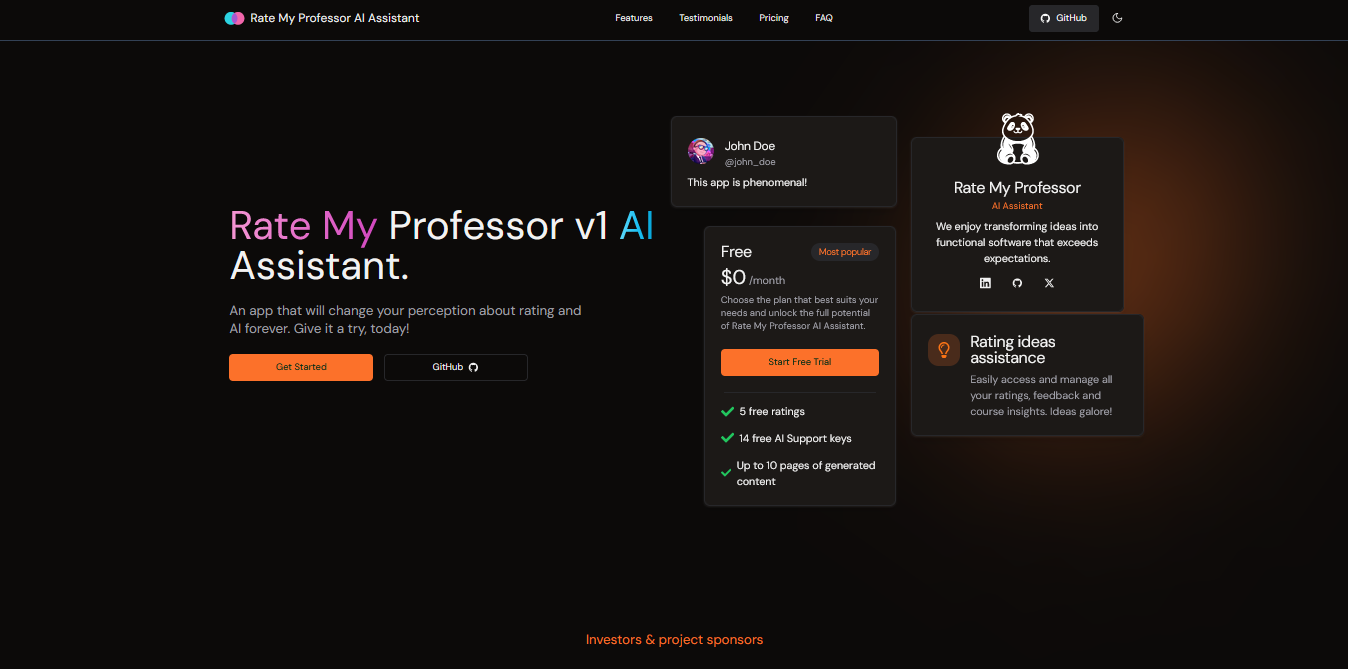 Rate My Professor AI Assistant
Features
Testimonials
Pricing
FAQ
GitHub
Rate My Professor v1 AI
Assistant.
An app that will change your perception about rating and
AI forever. Give it a try, today!
Get Started
GitHub
John Doe
@john_doe
This app is phenomenal!
Free
Most popular
$0 /month
Choose the plan that best suits your
needs and unlock the full potential
of Rate My Professor AI Assistant.
Start Free Trial
5 free ratings
14 free AI Support keys
Up to 10 pages of generated
content
Rate My Professor
AI Assistant
We enjoy transforming ideas into
functional software that exceeds
expectations.
Rating ideas
assistance
Easily access and manage all
your ratings, feedback and
course insights. Ideas galore!
Investors & project sponsors